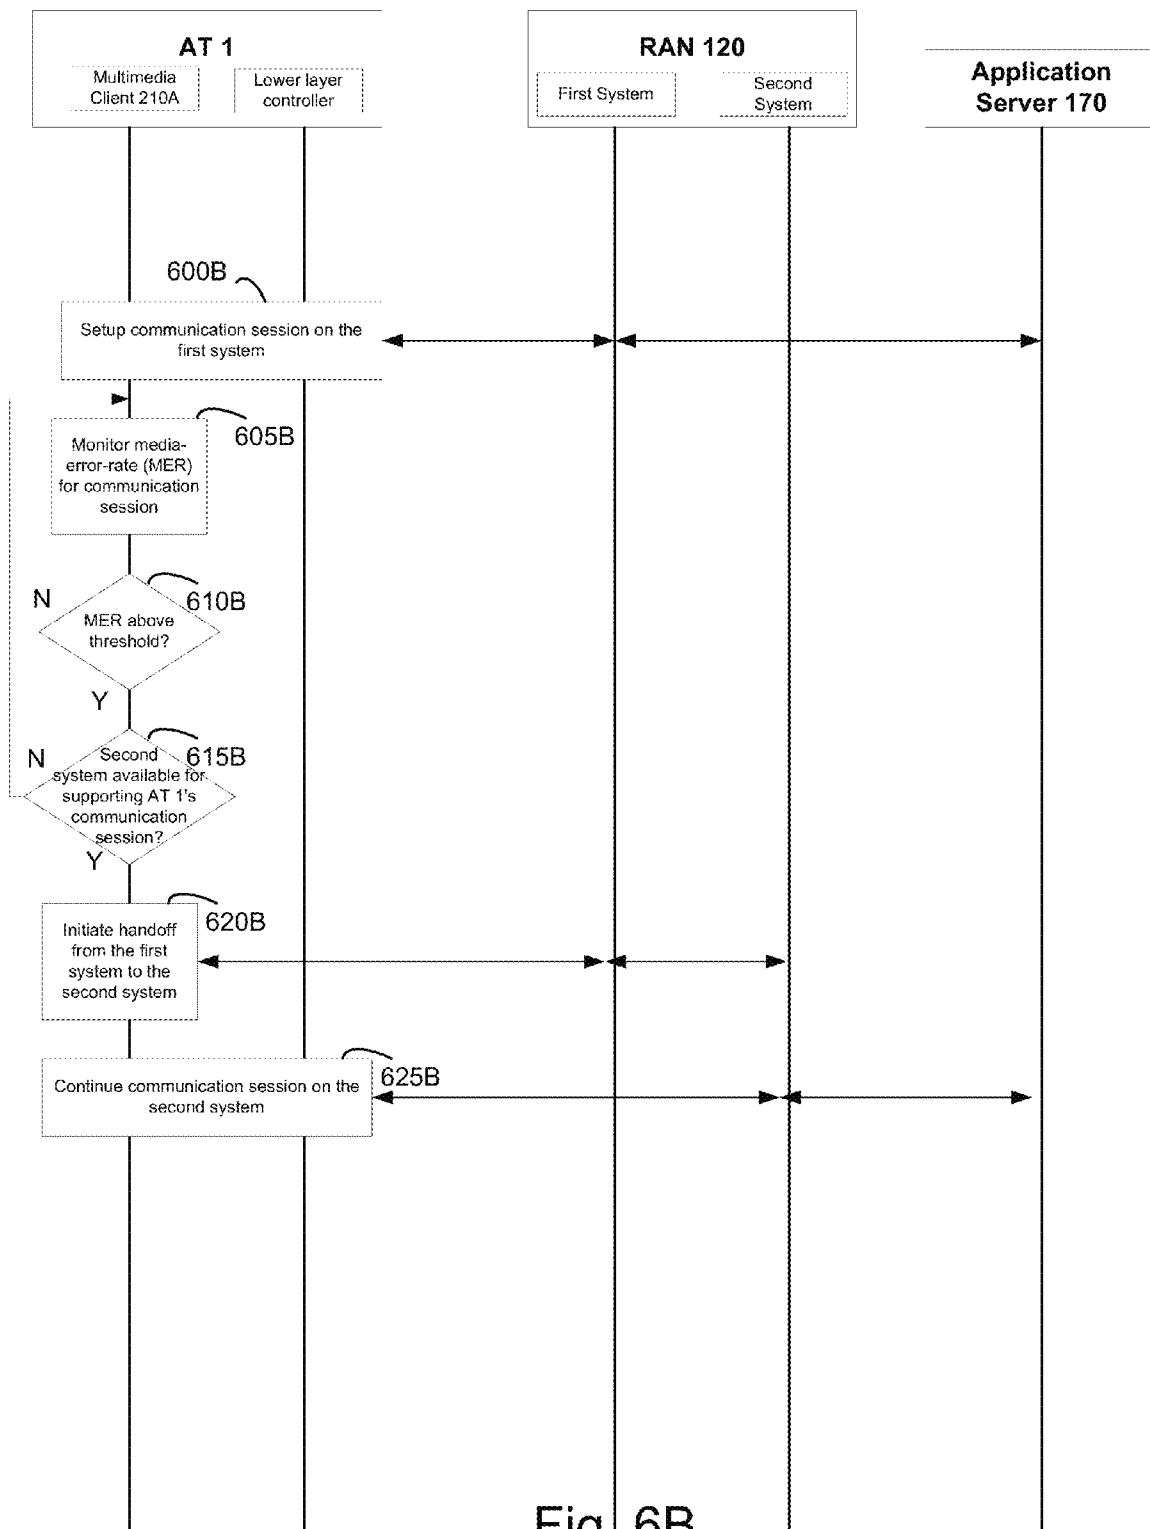 AT 1
RAN 120
Multimedia
Client 210A
Lower layer
controller
First System
Second
System
Application
Server 170
600B
Setup communication session on the
first system
605B
Monitor media-
error-rate (MER)
for communication
session
N
610B
MER above
threshold?
Y
N
615B
Second
system available for
supporting AT 1's
communication
session?
Y
620B
Initiate handoff
from the first
system to the
second system
625B
Continue communication session on the
second system
Fig. 6B